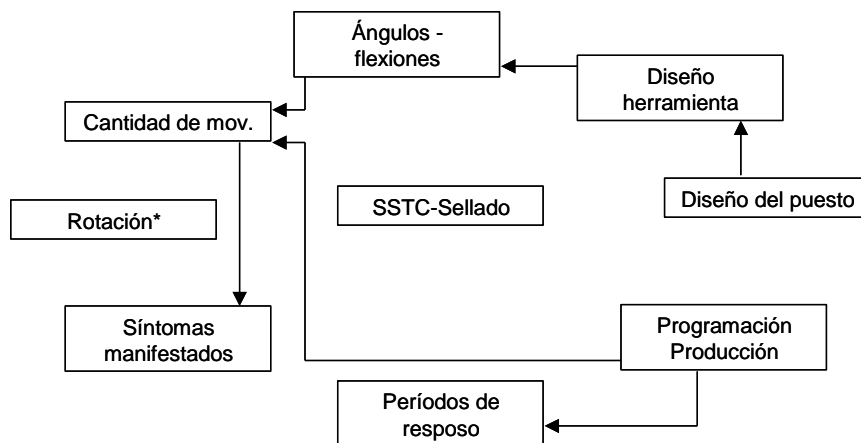 Ángulos -
flexiones
Diseño
herramienta
Cantidad de mov.
Diseño del puesto
SSTC-Sellado
Rotación*
Síntomas
manifestados
Programación
Producción
Períodos de
resposo